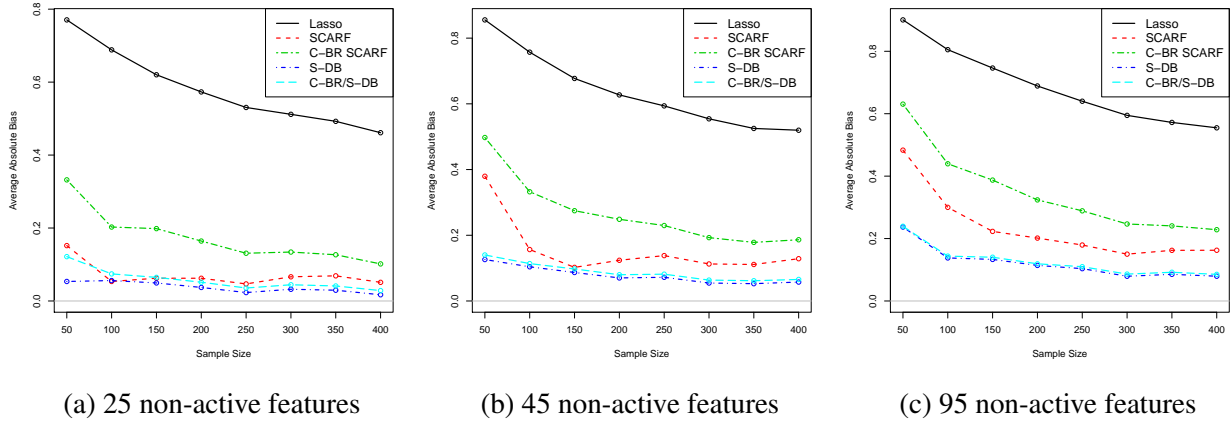 0.0
0.2
0.4
0.6
0.8
Average Absolute Bias
50
100
150
200
250
300
350
400
Sample Size
Lasso
SCARF
C−BR SCARF
S−DB
C−BR/S−DB
(a) 25 non-active features
0.0
0.2
0.4
0.6
0.8
Average Absolute Bias
50
100
150
200
250
300
350
400
Sample Size
Lasso
SCARF
C−BR SCARF
S−DB
C−BR/S−DB
(b) 45 non-active features
0.0
0.2
0.4
0.6
0.8
Average Absolute Bias
50
100
150
200
250
300
350
400
Sample Size
Lasso
SCARF
C−BR SCARF
S−DB
C−BR/S−DB
(c) 95 non-active features